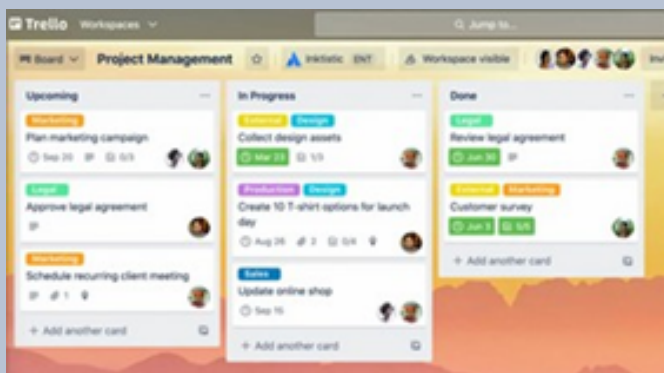 Trello Workspaces Jump to...
Board Project Management Inktistic ENT Workspace visible Invi
Upcoming
Marketing
Plan marketing campaign
Sep 20 0/3
Legal
Approve legal agreement
Marketing
Schedule recurring client meeting
1
+ Add another card
In Progress
External Design
Collect design assets
Mar 23 1/3
Production Design
Create 10 T-shirt options for launch
day
Aug 26 2
Sales
Update online shop
Sep 15
+ Add another card
Done
Legal
Review legal agreement
Jun 30
External Marketing
Customer survey
Jun 3 5/5
+ Add another card